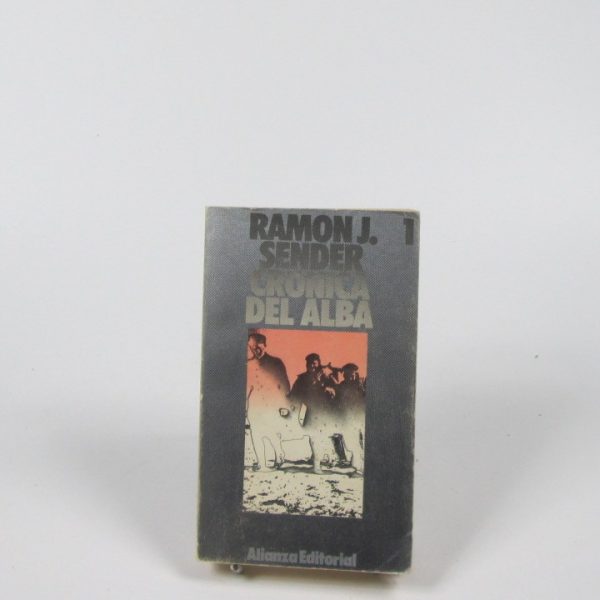 RAMON J. 1
SENDER
CRONICA
DEL ALBA
Alianza Editorial